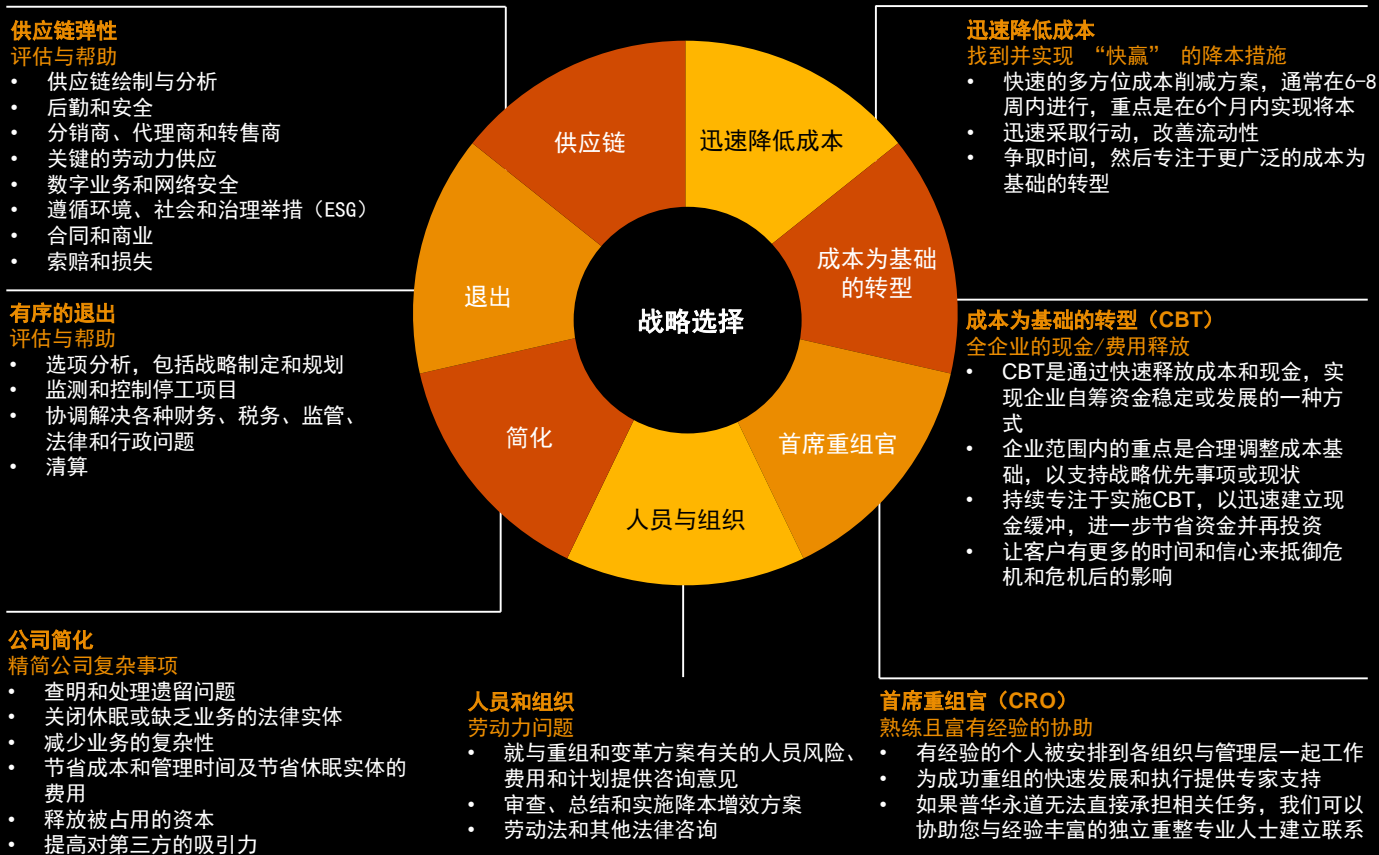 供应链弹性
评估与帮助
• 供应链绘制与分析
• 后勤和安全
• 分销商、代理商和转售商
• 关键的劳动力供应
• 数字业务和网络安全
• 遵循环境、社会和治理举措（ESG）
• 合同和商业
• 索赔和损失
有序的退出
评估与帮助
• 选项分析，包括战略制定和规划
• 监测和控制停工项目
• 协调解决各种财务、税务、监管、
法律和行政问题
• 清算
公司简化
精简公司复杂事项
• 查明和处理遗留问题
• 关闭休眠或缺乏业务的法律实体
• 减少业务的复杂性
• 节省成本和管理时间及节省休眠实体的
费用
• 释放被占用的资本
• 提高对第三方的吸引力
供应链
迅速降低成本
退出
成本为基础
的转型
战略选择
简化
首席重组官
人员与组织
人员和组织
劳动力问题
• 就与重组和变革方案有关的人员风险、
费用和计划提供咨询意见
• 审查、总结和实施降本增效方案
• 劳动法和其他法律咨询
迅速降低成本
找到并实现 “快赢” 的降本措施
• 快速的多方位成本削减方案，通常在6-8
周内进行，重点是在6个月内实现将本
• 迅速采取行动，改善流动性
• 争取时间，然后专注于更广泛的成本为
基础的转型
成本为基础的转型（CBT）
全企业的现金/费用释放
• CBT是通过快速释放成本和现金，实
现企业自筹资金稳定或发展的一种方
式
• 企业范围内的重点是合理调整成本基
础，以支持战略优先事项或现状
• 持续专注于实施CBT，以迅速建立现
金缓冲，进一步节省资金并再投资
• 让客户有更多的时间和信心来抵御危
机和危机后的影响
首席重组官（CRO）
熟练且富有经验的协助
• 有经验的个人被安排到各组织与管理层一起工作
• 为成功重组的快速发展和执行提供专家支持
• 如果普华永道无法直接承担相关任务，我们可以
协助您与经验丰富的独立重整专业人士建立联系